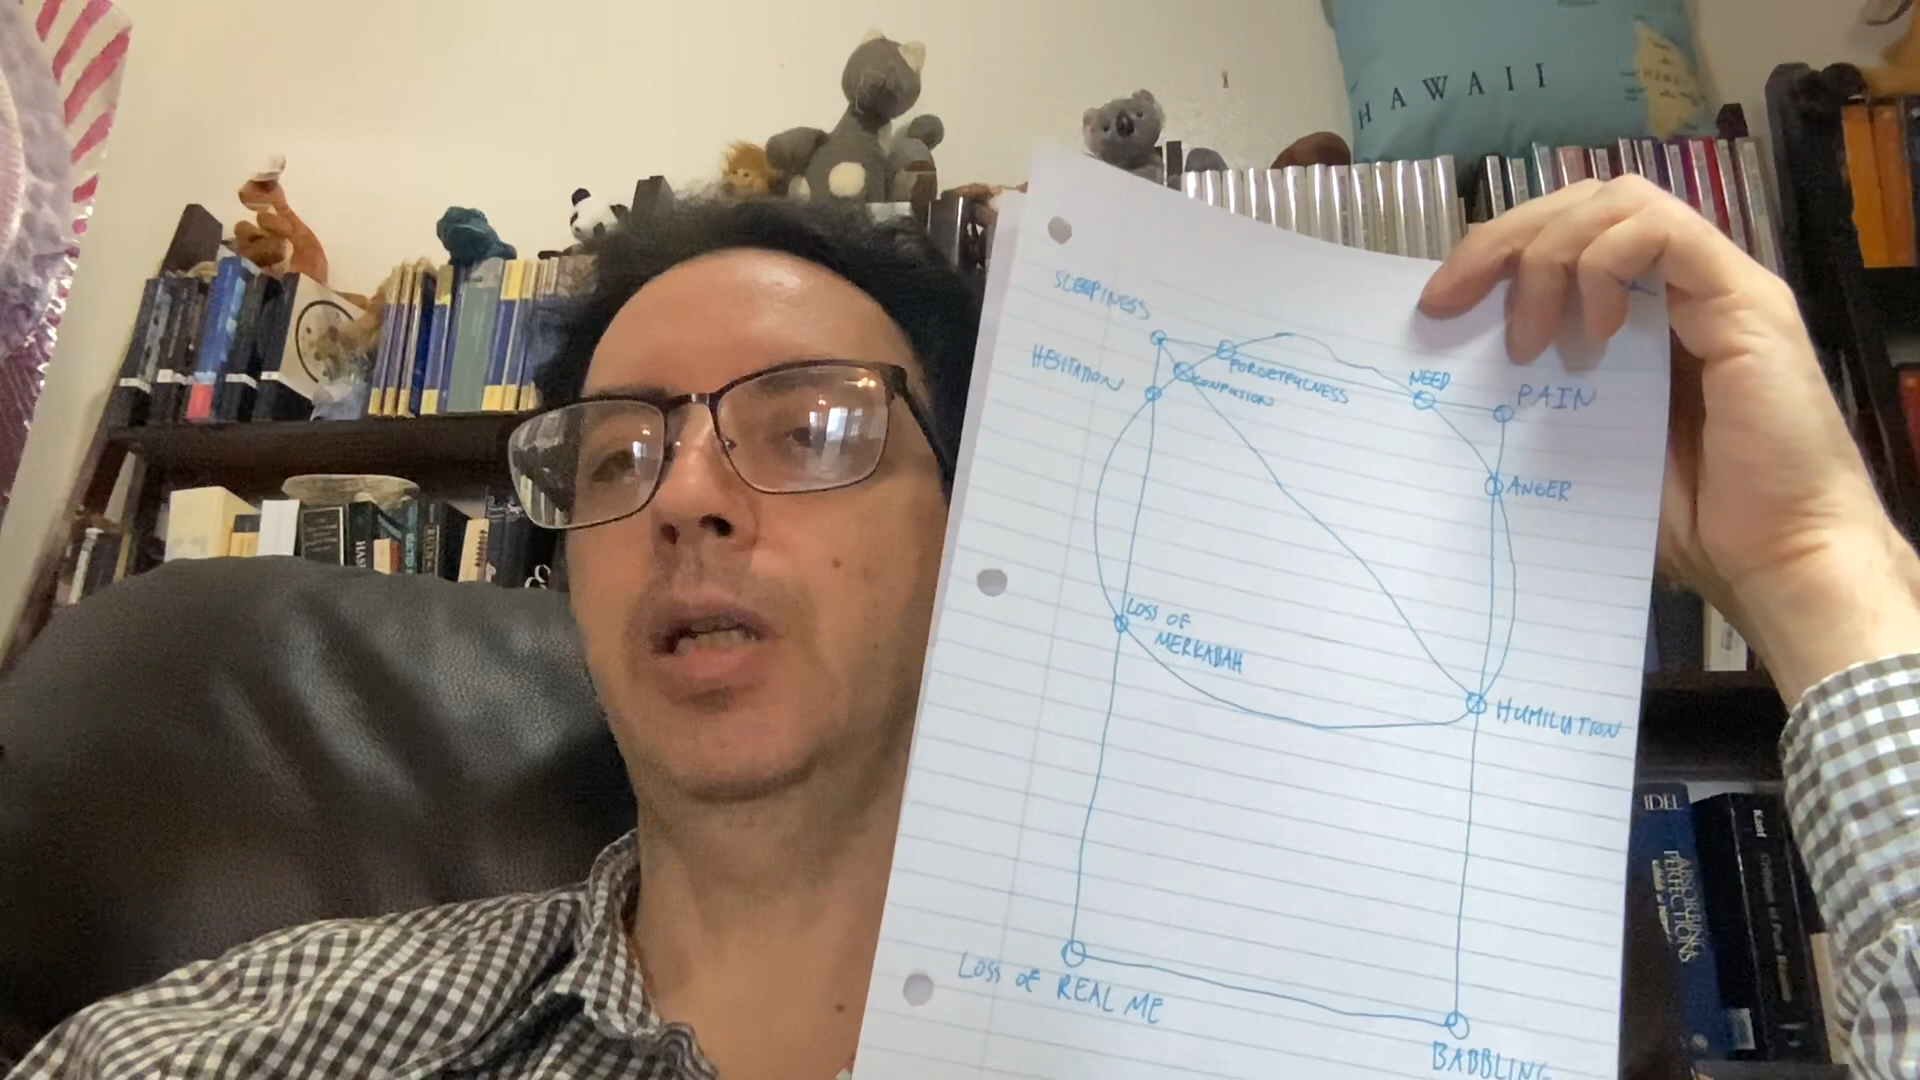 HAWAII
SLEEPINESS
HESITATION
FORGETFULNESS
CONFUSION
NEED
PAIN
ANGER
LOSS OF
MERKABAH
HUMILIATION
LOSS OF REAL ME
BABBLING
IDEL
ABSORBING
PERFECTIONS
Kant